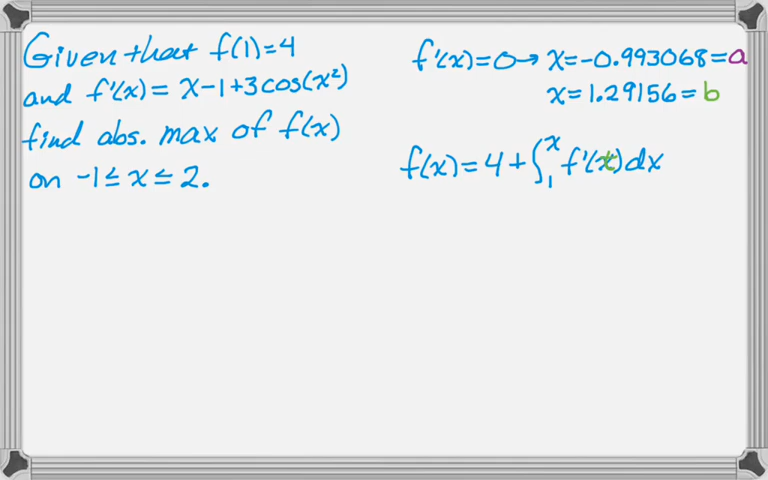 Given that f(1)=4
and f'(x)= x-1+3cos(x²)
find abs. max of f(x)
on -1 ≤ x ≤ 2.
f'(x)=0→ x=-0.993068=a
x=1.29156=b
f(x)=4+∫₁ˣ f'(t)dx